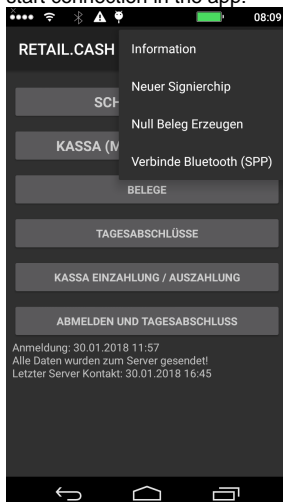 start connection in the app.
08:09
RETAIL.CASH
Information
Neuer Signierchip
SCH
Null Beleg Erzeugen
KASSA (M
Verbinde Bluetooth (SPP)
BELEGE
TAGESABSCHLÜSSE
KASSA EINZAHLUNG / AUSZAHLUNG
ABMELDEN UND TAGESABSCHLUSS
Anmeldung: 30.01.2018 11:57
Alle Daten wurden zum Server gesendet!
Letzter Server Kontakt: 30.01.2018 16:45